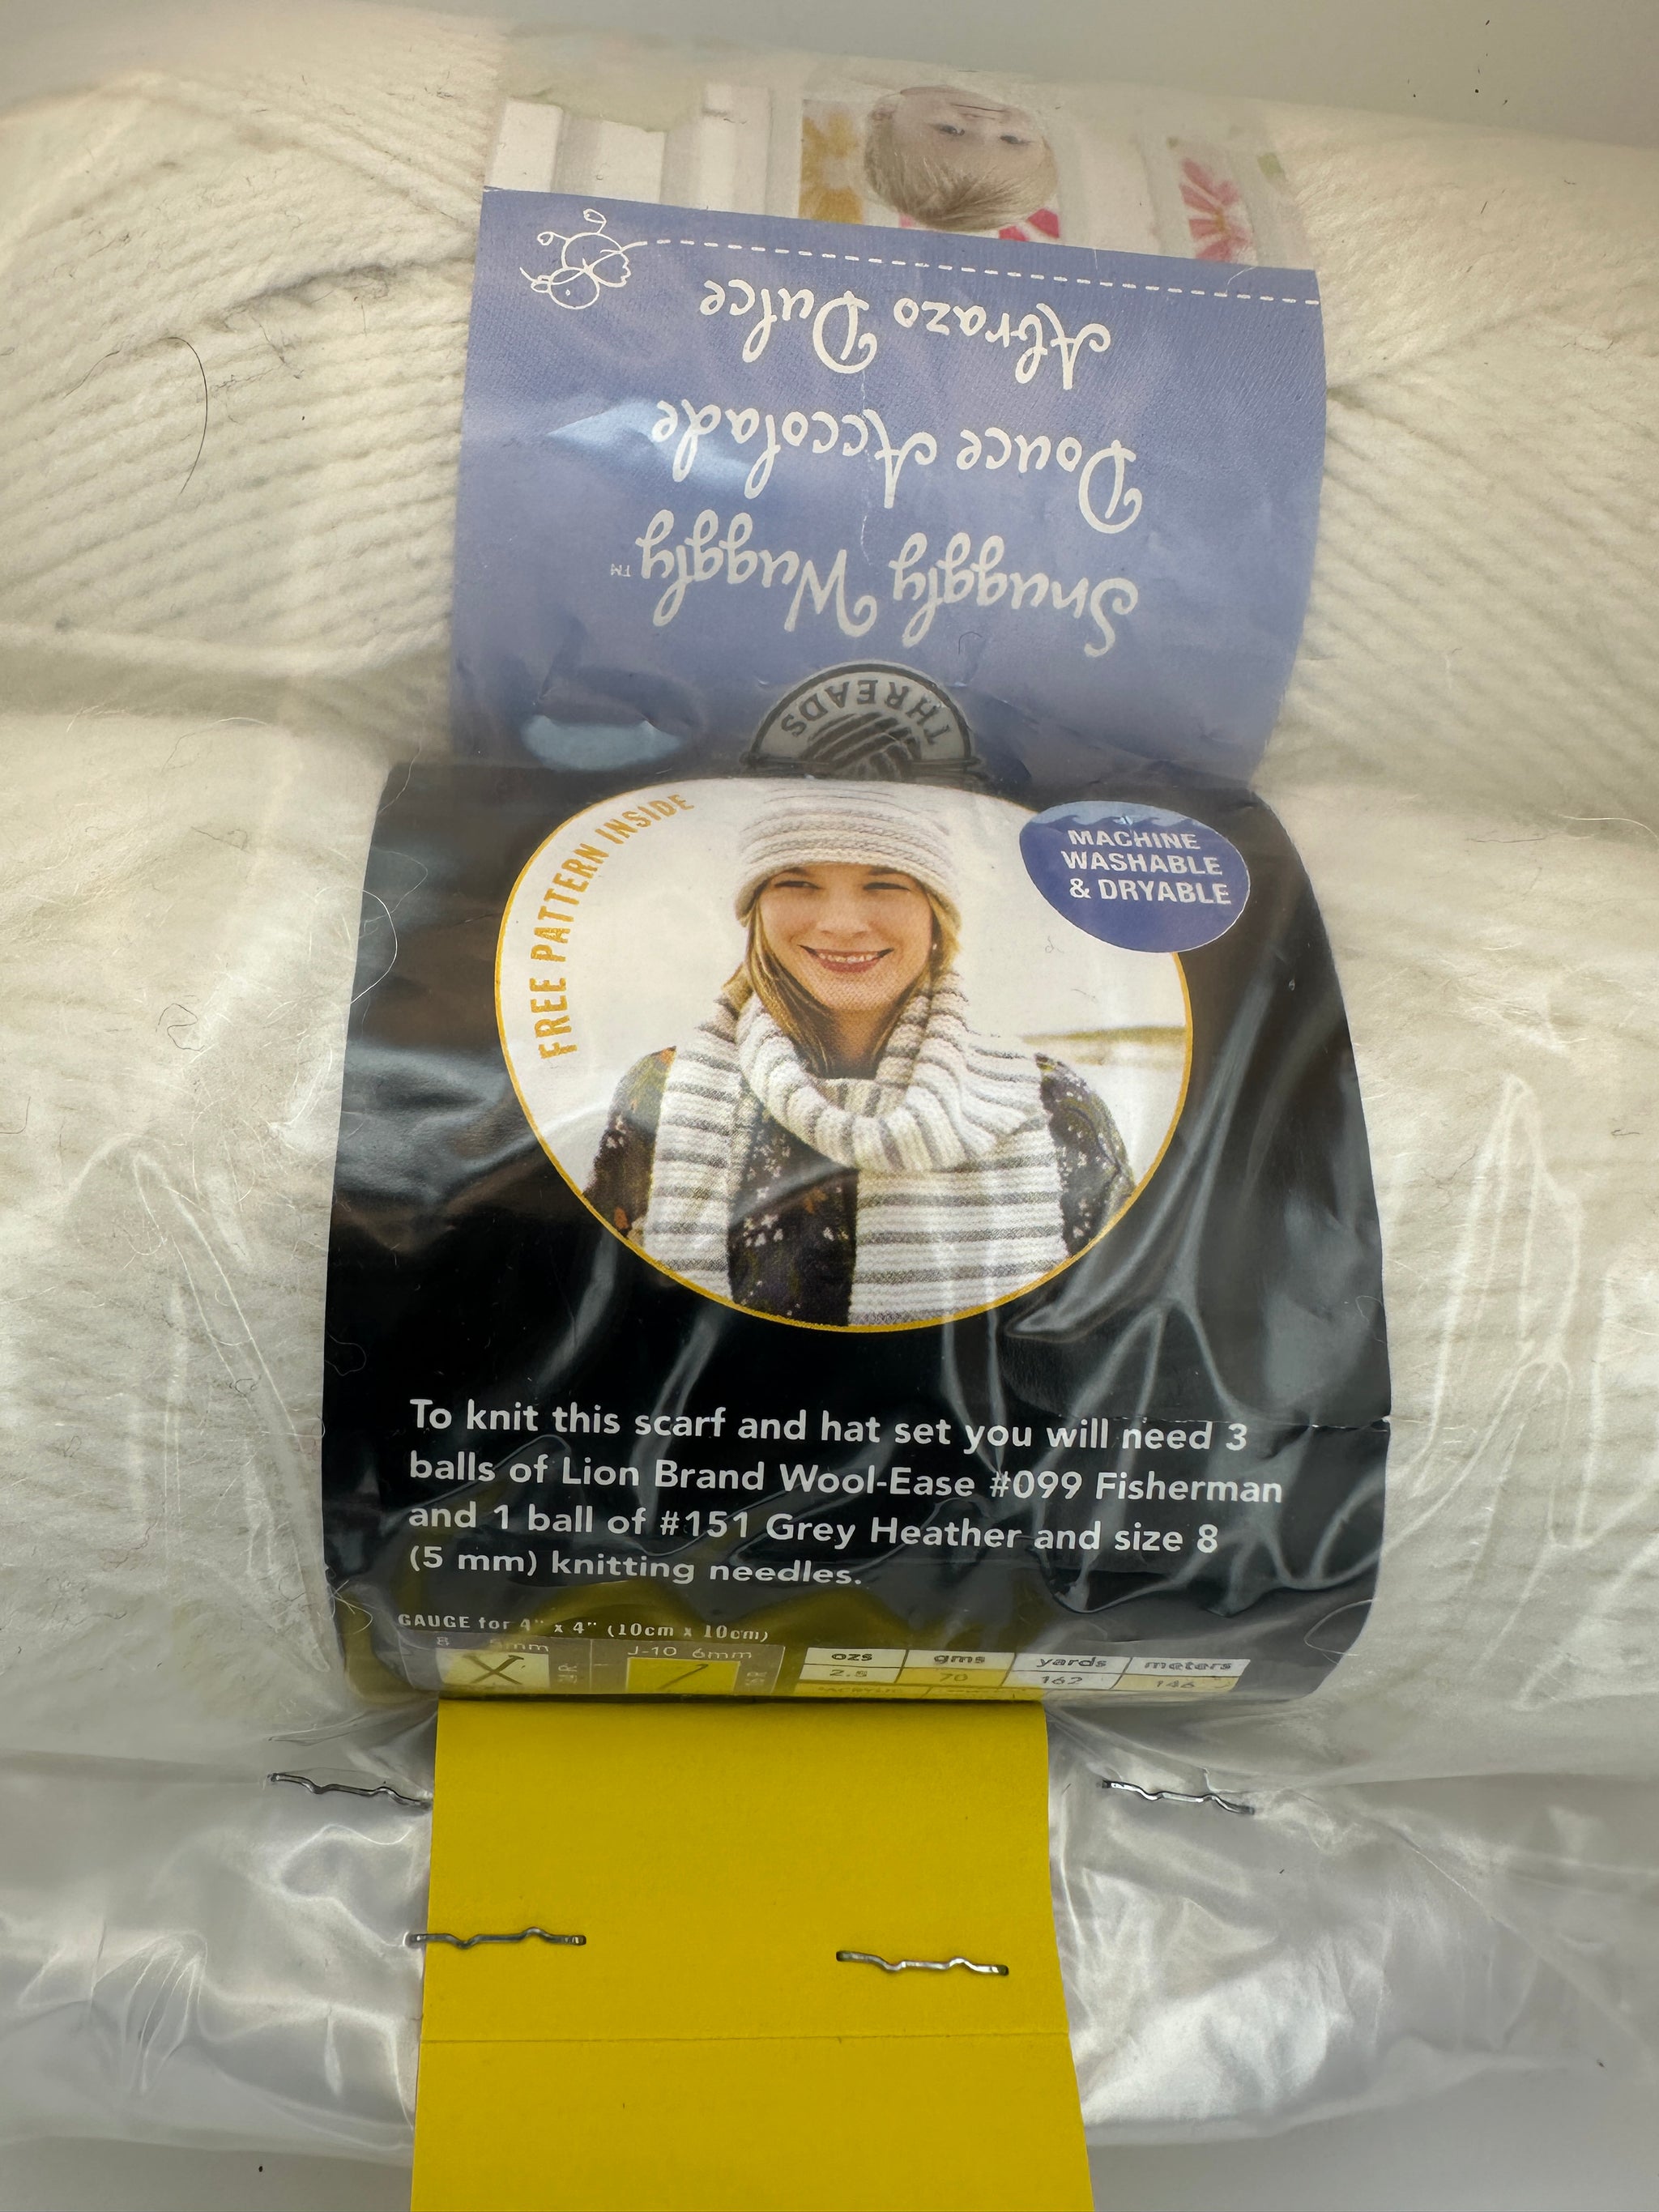 Abrazo Dulce
Douce Accolade
Snuggly Wuggly™
THREADS
FREE PATTERN INSIDE
MACHINE
WASHABLE
& DRYABLE
To knit this scarf and hat set you will need 3
balls of Lion Brand Wool-Ease #099 Fisherman
and 1 ball of #151 Grey Heather and size 8
(5 mm) knitting needles.
GAUGE for 4" x 4" (10cm x 10cm)
8 5mm J-10 6mm
ozs gms yards meters
2.5 70 162 146